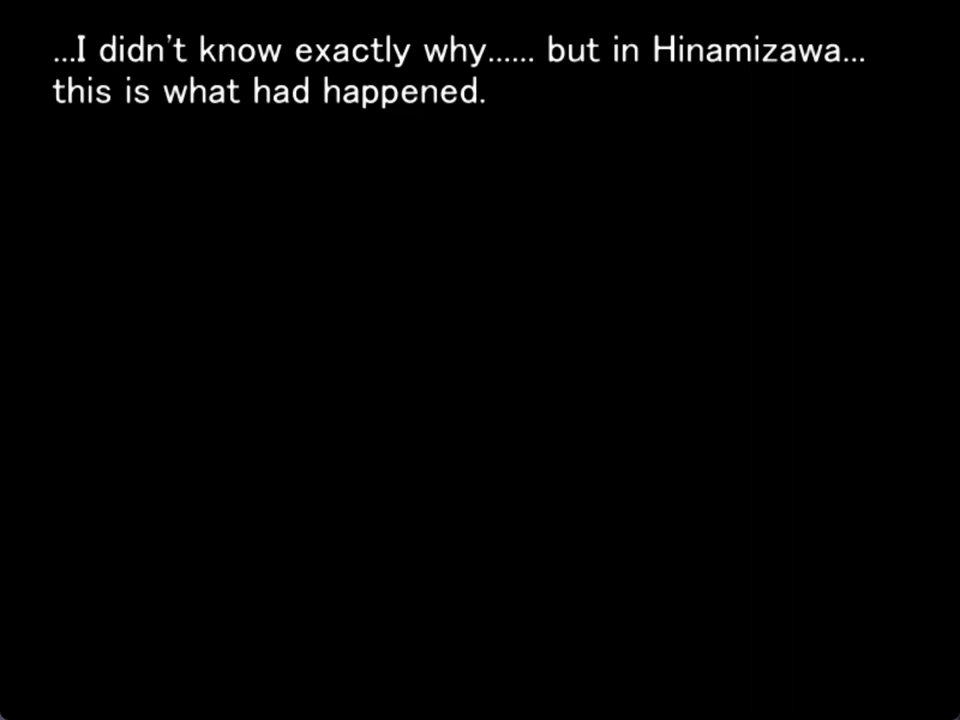 ...I didn't know exactly why...... but in Hinamizawa...
this is what had happened.